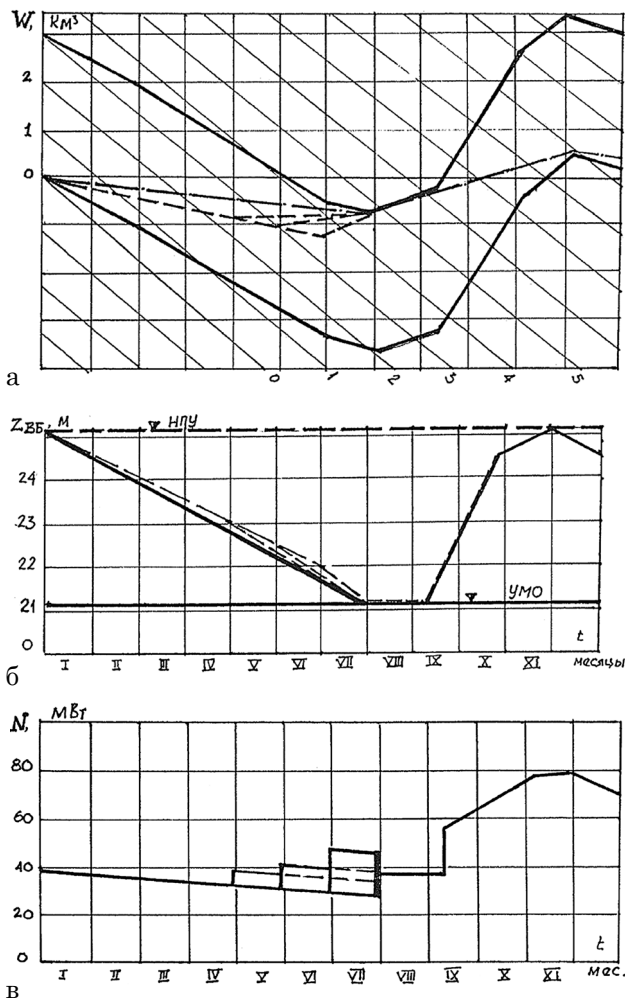 W, км³
2
1
0
0 1 2 3 4 5
а
Z ВБ, м
НПУ
24
23
22
21
УМО
0
t
I II III IV V VI VII VIII IX X XI месяцы
б
N, МВт
80
60
40
20
0
t
I II III IV V VI VII VIII IX X XI мес.
в